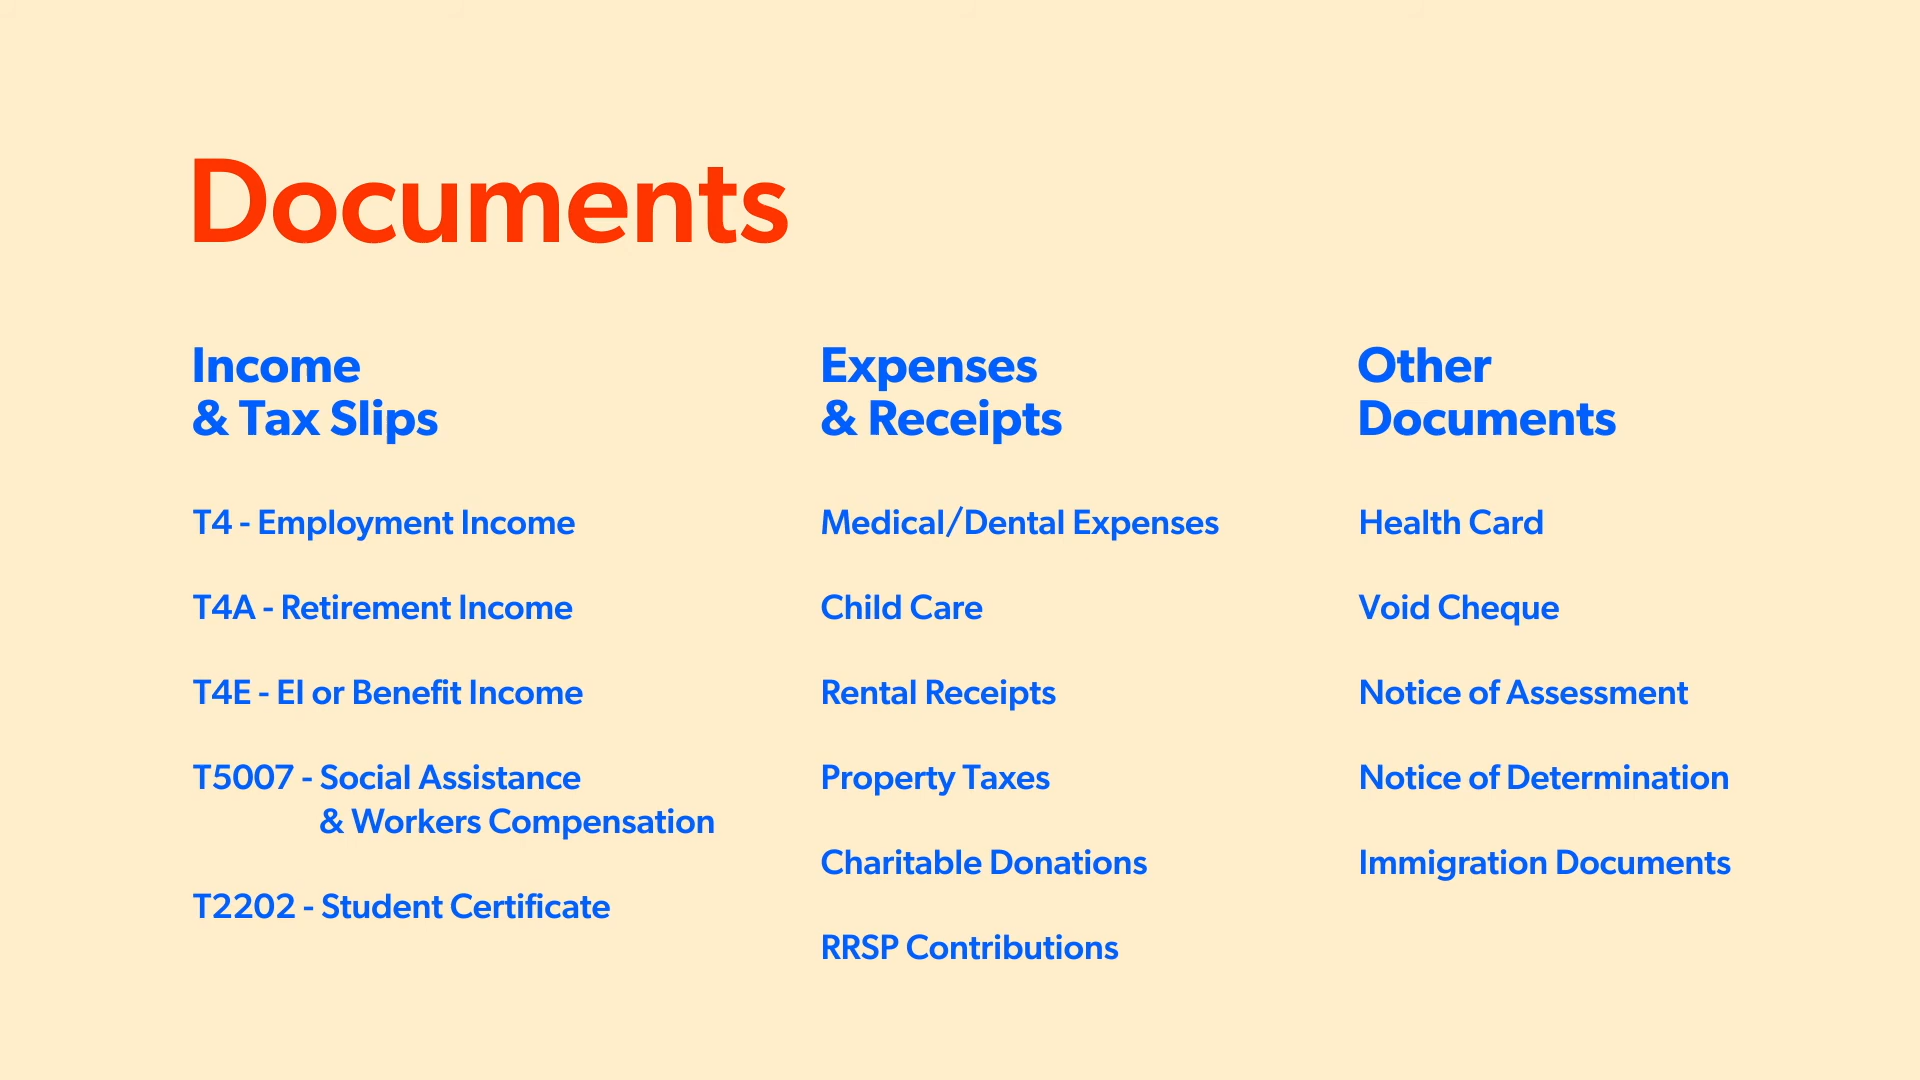 Documents
Income
& Tax Slips
T4 - Employment Income
T4A - Retirement Income
T4E - EI or Benefit Income
T5007 - Social Assistance
& Workers Compensation
T2202 - Student Certificate
Expenses
& Receipts
Medical/Dental Expenses
Child Care
Rental Receipts
Property Taxes
Charitable Donations
RRSP Contributions
Other
Documents
Health Card
Void Cheque
Notice of Assessment
Notice of Determination
Immigration Documents